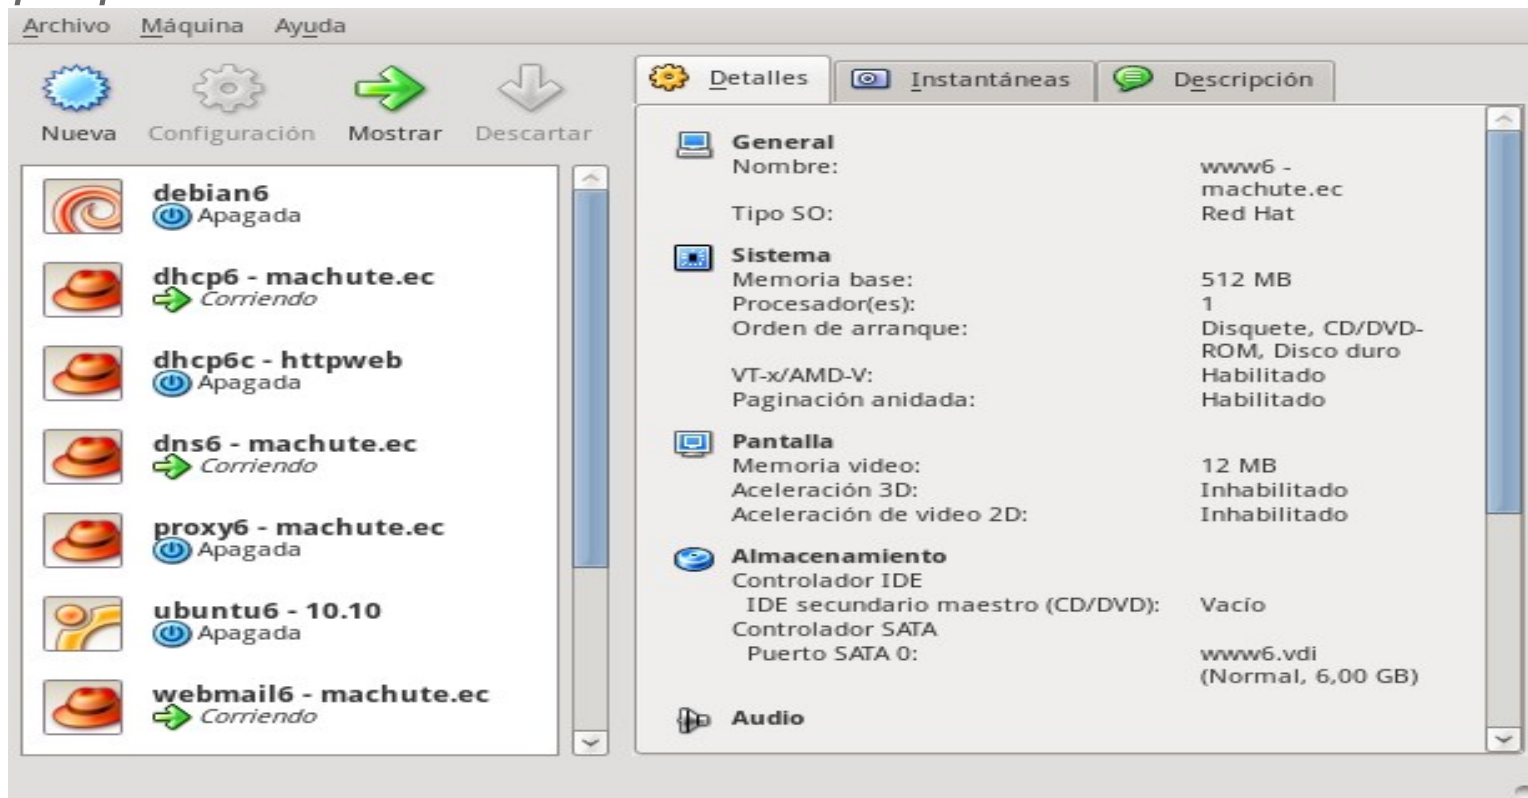 Archivo Máquina Ayuda
Nueva Configuración Mostrar Descartar
debian6
Apagada
dhcp6 - machute.ec
Corriendo
dhcp6c - httpweb
Apagada
dns6 - machute.ec
Corriendo
proxy6 - machute.ec
Apagada
ubuntu6 - 10.10
Apagada
webmail6 - machute.ec
Corriendo
Detalles Instantáneas Descripción
General
Nombre: www6 -
machute.ec
Tipo SO: Red Hat
Sistema
Memoria base: 512 MB
Procesador(es): 1
Orden de arranque: Disquete, CD/DVD-
ROM, Disco duro
VT-x/AMD-V: Habilitado
Paginación anidada: Habilitado
Pantalla
Memoria video: 12 MB
Aceleración 3D: Inhabilitado
Aceleración de video 2D: Inhabilitado
Almacenamiento
Controlador IDE
IDE secundario maestro (CD/DVD): Vacío
Controlador SATA
Puerto SATA 0: www6.vdi
(Normal, 6,00 GB)
Audio